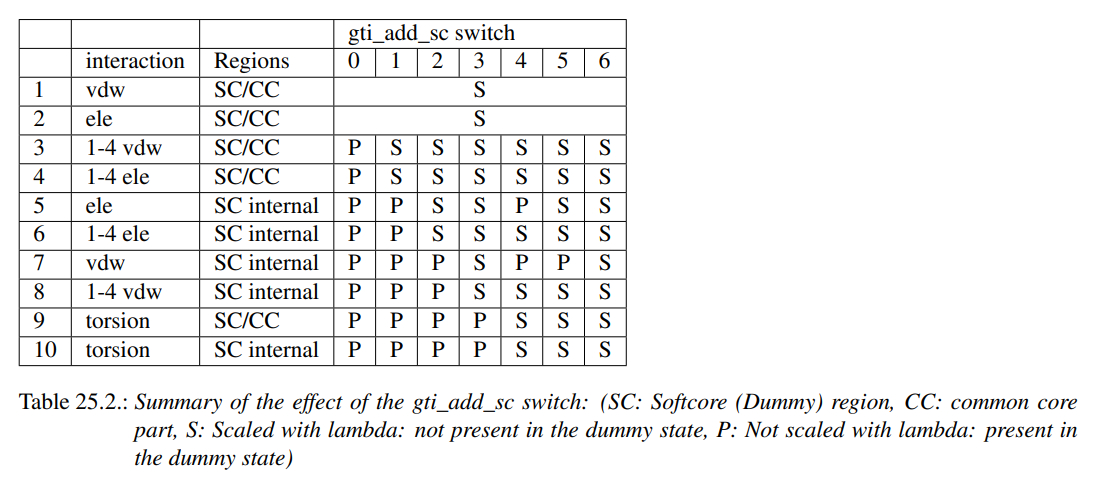 gti_add_sc switch
interaction Regions 0 1 2 3 4 5 6
1 vdw SC/CC S
2 ele SC/CC S
3 1-4 vdw SC/CC P S S S S S S
4 1-4 ele SC/CC P S S S S S S
5 ele SC internal P P S S P S S
6 1-4 ele SC internal P P S S S S S
7 vdw SC internal P P P S P P S
8 1-4 vdw SC internal P P P S S S S
9 torsion SC/CC P P P P S S S
10 torsion SC internal P P P P S S S
Table 25.2.: Summary of the effect of the gti_add_sc switch: (SC: Softcore (Dummy) region, CC: common core
part, S: Scaled with lambda: not present in the dummy state, P: Not scaled with lambda: present in
the dummy state)